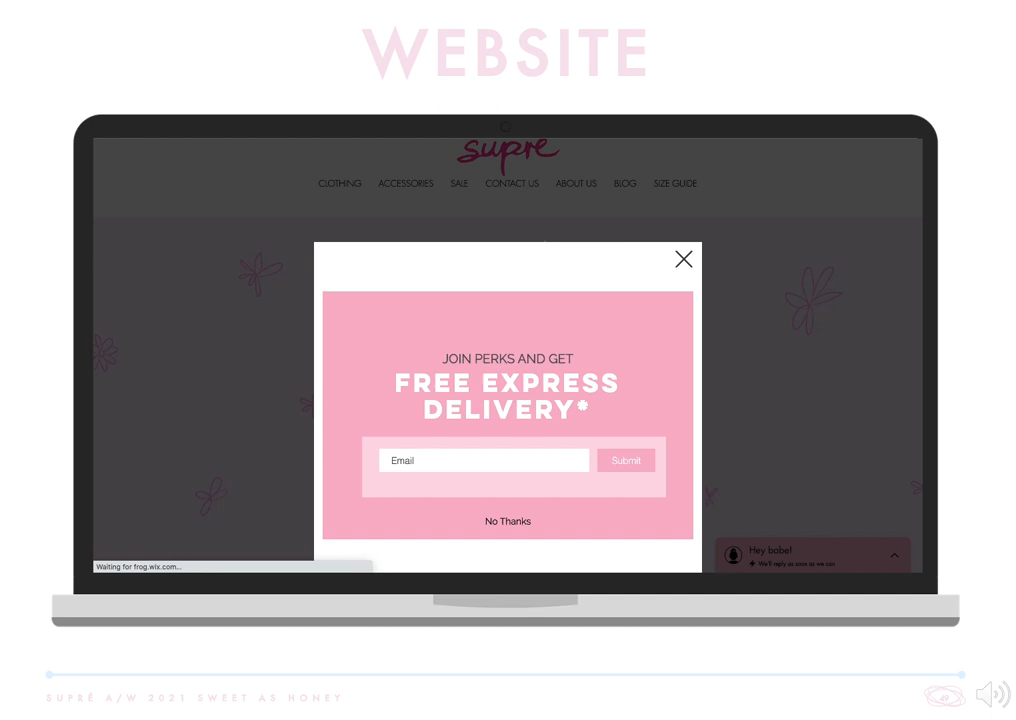 WEBSITE
supré
CLOTHING ACCESSORIES SALE CONTACT US ABOUT US BLOG SIZE GUIDE
JOIN PERKS AND GET
FREE EXPRESS
DELIVERY*
Email Submit
No Thanks
Hey babe!
We'll reply as soon as we can
Waiting for frog.wix.com...
SUPRÉ A/W 2021 SWEET AS HONEY